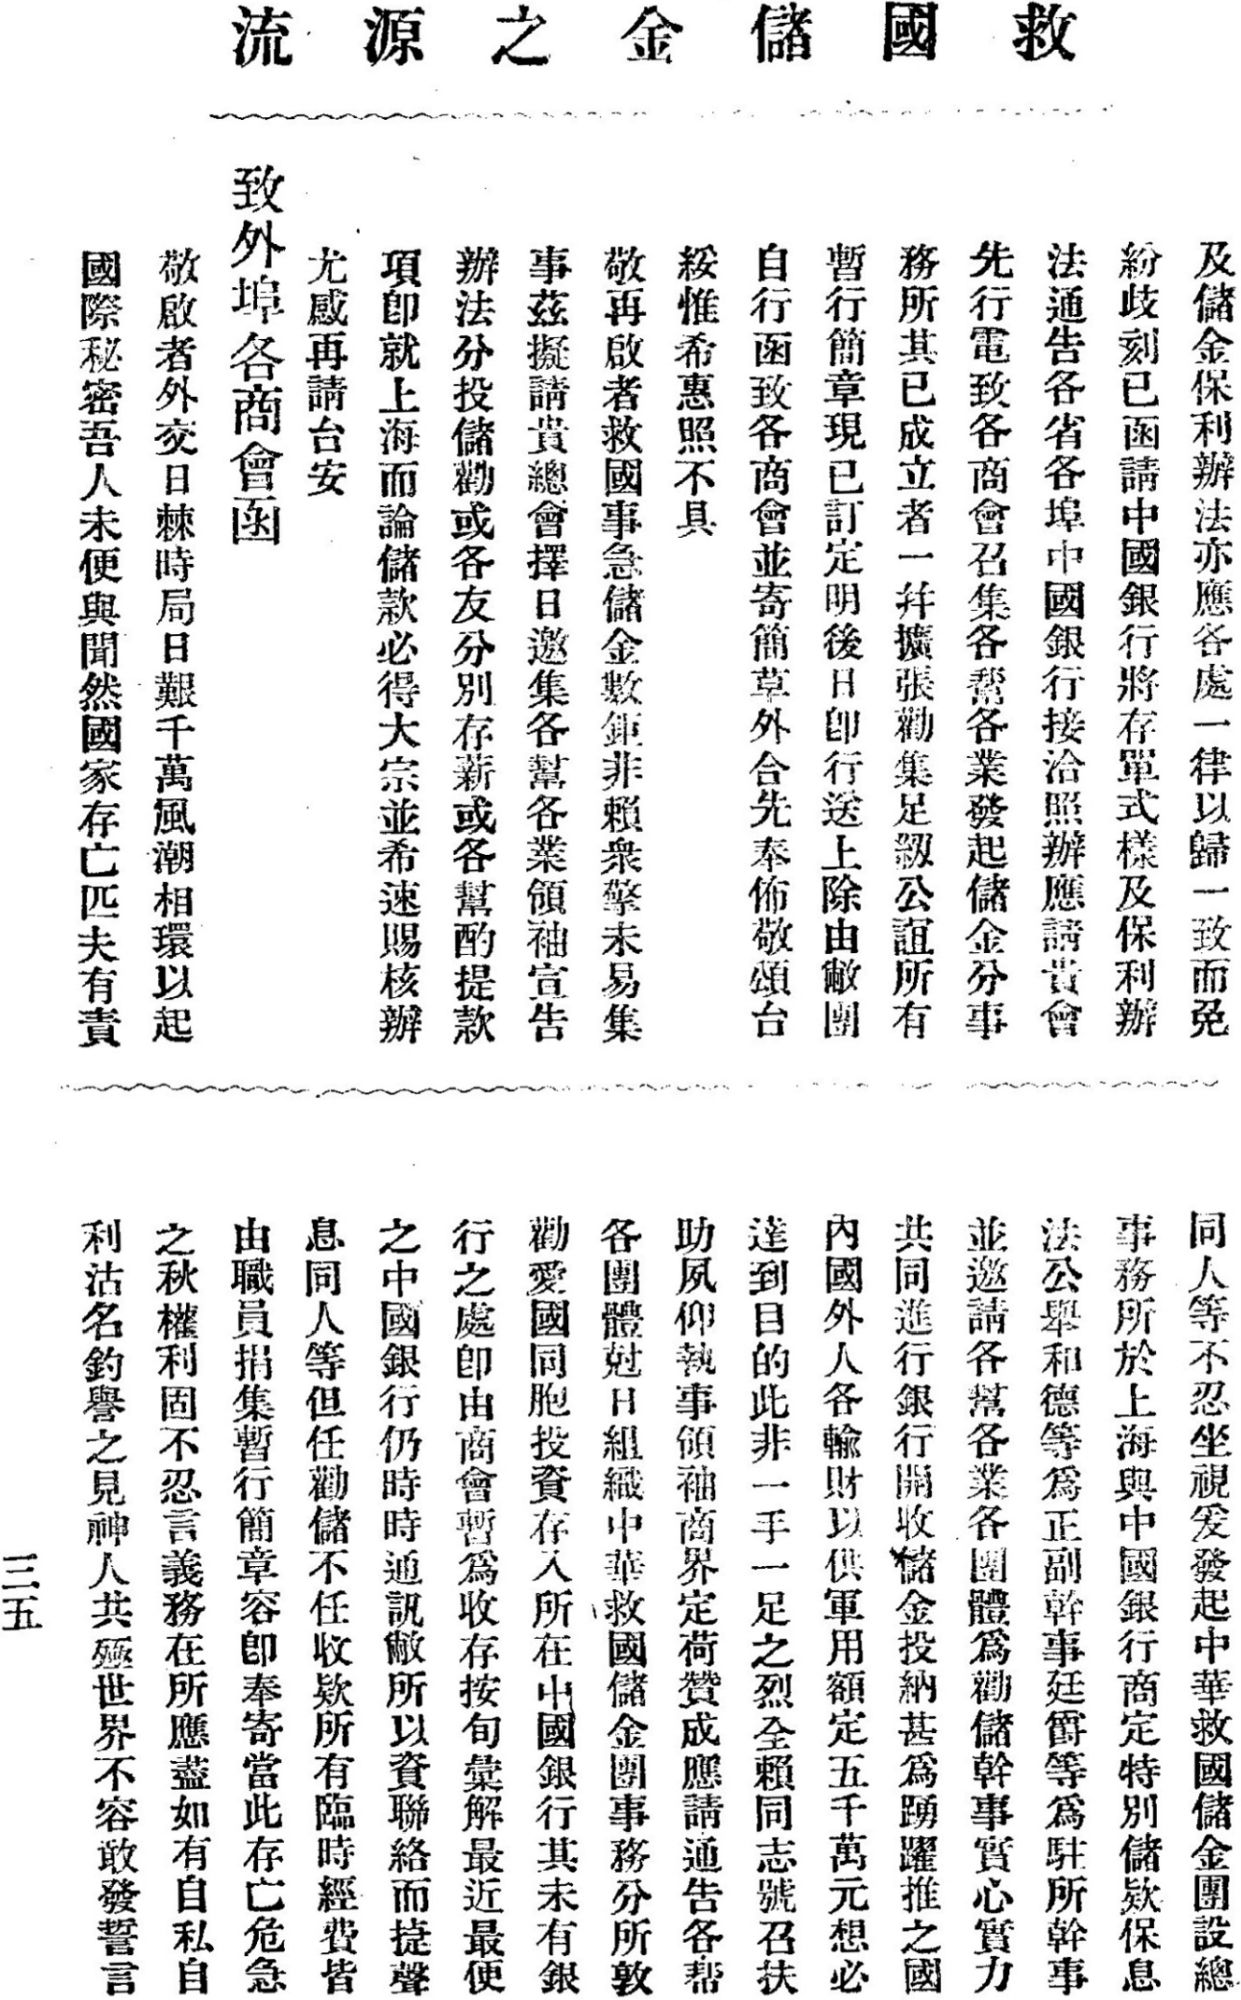 救國儲金之源流
及儲金保利辦法亦應各處一律以歸一致而免
紛歧刻已函請中國銀行將存單式樣及保利辦
法通告各省各埠中國銀行接洽照辦應請貴會
先行電致各商會召集各幫各業發起儲金分事
務所其已成立者一幷擴張勸集足紉公誼所有
暫行簡章現已訂定明後日卽行送上除由敝團
自行函致各商會並寄簡草外合先奉佈敬頌台
綏惟希惠照不具
敬再啟者救國事急儲金數鉅非賴衆擎未易集
事茲擬請貴總會擇日邀集各幫各業領袖宣告
辦法分投儲勸或各友分別存薪或各幫酌提款
項卽就上海而論儲款必得大宗並希速賜核辦
尤感再請台安
致外埠各商會函
敬啟者外交日棘時局日艱千萬風潮相環以起
國際秘密吾人未便與聞然國家存亡匹夫有責
同人等不忍坐視爰發起中華救國儲金團設總
事務所於上海與中國銀行商定特別儲欵保息
法公舉和德等爲正副幹事廷爵等爲駐所幹事
並邀請各幫各業各團體爲勸儲幹事實心實力
共同進行銀行開收儲金投納甚爲踴躍推之國
內國外人各輸財以供軍用額定五千萬元想必
達到目的此非一手一足之烈全賴同志號召扶
助夙仰執事領袖商界定荷贊成應請通告各幫
各團體尅日組織中華救國儲金團事務分所敦
勸愛國同胞投資存入所在中國銀行其未有銀
行之處卽由商會暫爲收存按旬彙解最近最便
之中國銀行仍時時通訊敝所以資聯絡而捷聲
息同人等但任勸儲不任收欵所有臨時經費皆
由職員捐集暫行簡章容卽奉寄當此存亡危急
之秋權利固不忍言義務在所應盡如有自私自
利沽名釣譽之見神人共殛世界不容敢發誓言
三五